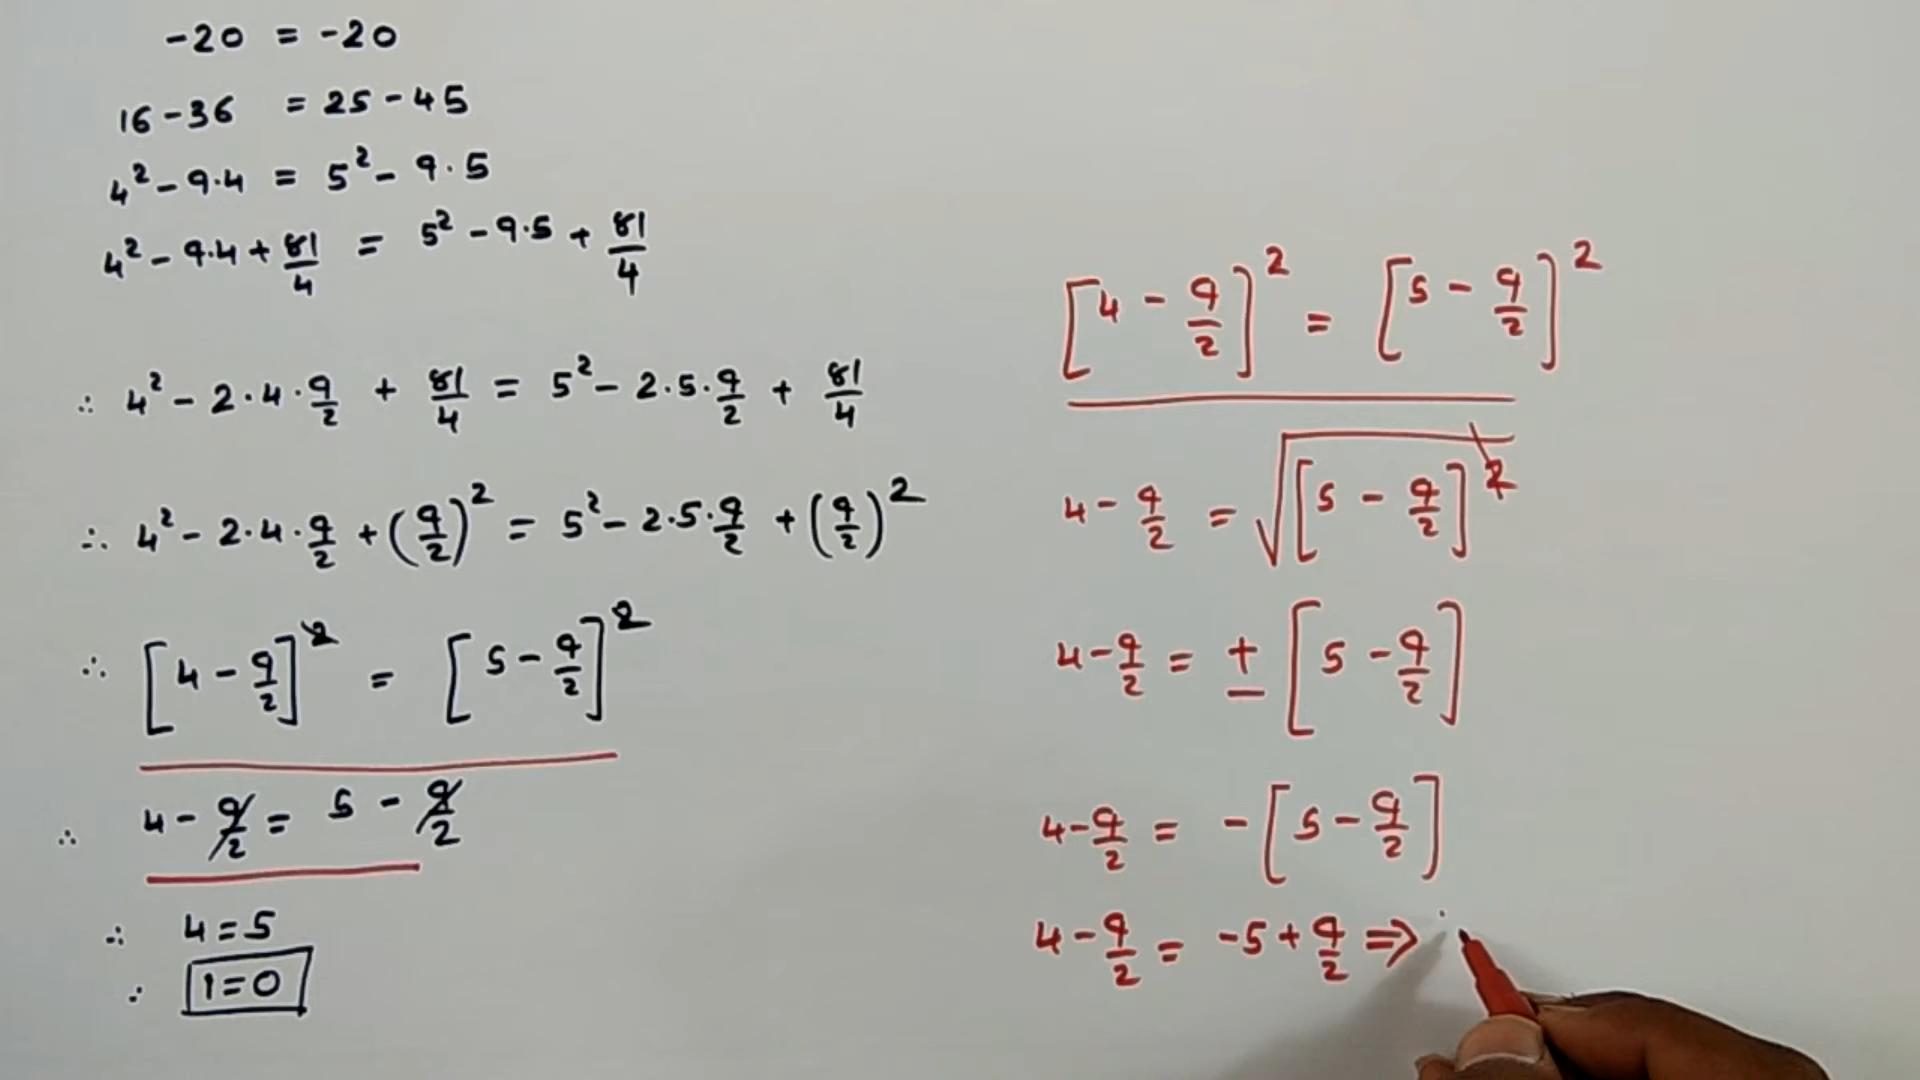 -20 = -20
16-36 = 25-45
4² - 9·4 = 5² - 9·5
4² - 9·4 + 81/4 = 5² - 9·5 + 81/4
∴ 4² - 2·4·9/2 + 81/4 = 5² - 2·5·9/2 + 81/4
∴ 4² - 2·4·9/2 + (9/2)² = 5² - 2·5·9/2 + (9/2)²
∴ [4 - 9/2]² = [5 - 9/2]²
∴ 4 - 9/2 = 5 - 9/2
∴ 4 = 5
∴ 1=0
[4 - 9/2]² = [5 - 9/2]²
4 - 9/2 = √[5 - 9/2]²
4 - 9/2 = ± [5 - 9/2]
4 - 9/2 = - [5 - 9/2]
4 - 9/2 = -5 + 9/2 ⇒